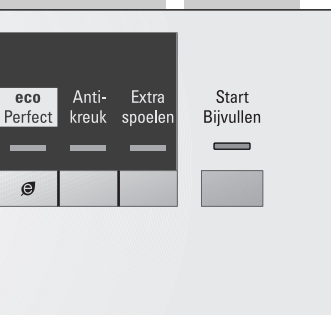 eco
Perfect
Anti-
kreuk
Extra
spoelen
Start
Bijvullen
e